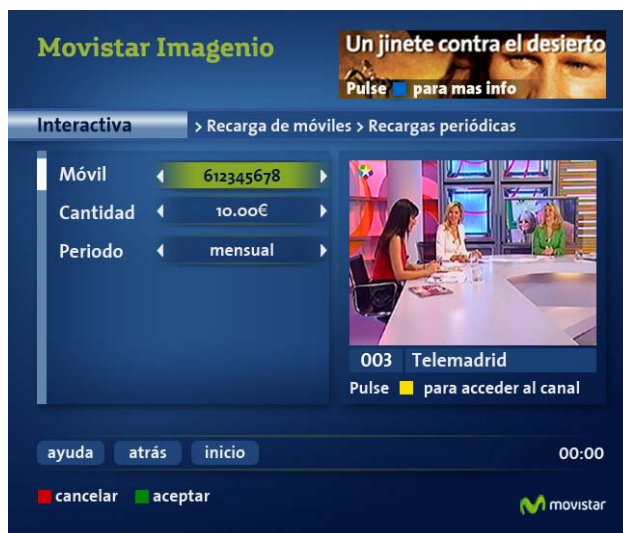 Movistar Imagenio
Un jinete contra el desierto
Pulse para mas info
Interactiva
> Recarga de móviles > Recargas periódicas
Móvil 612345678
Cantidad 10.00€
Periodo mensual
003 Telemadrid
Pulse para acceder al canal
ayuda atrás inicio 00:00
cancelar aceptar
movistar